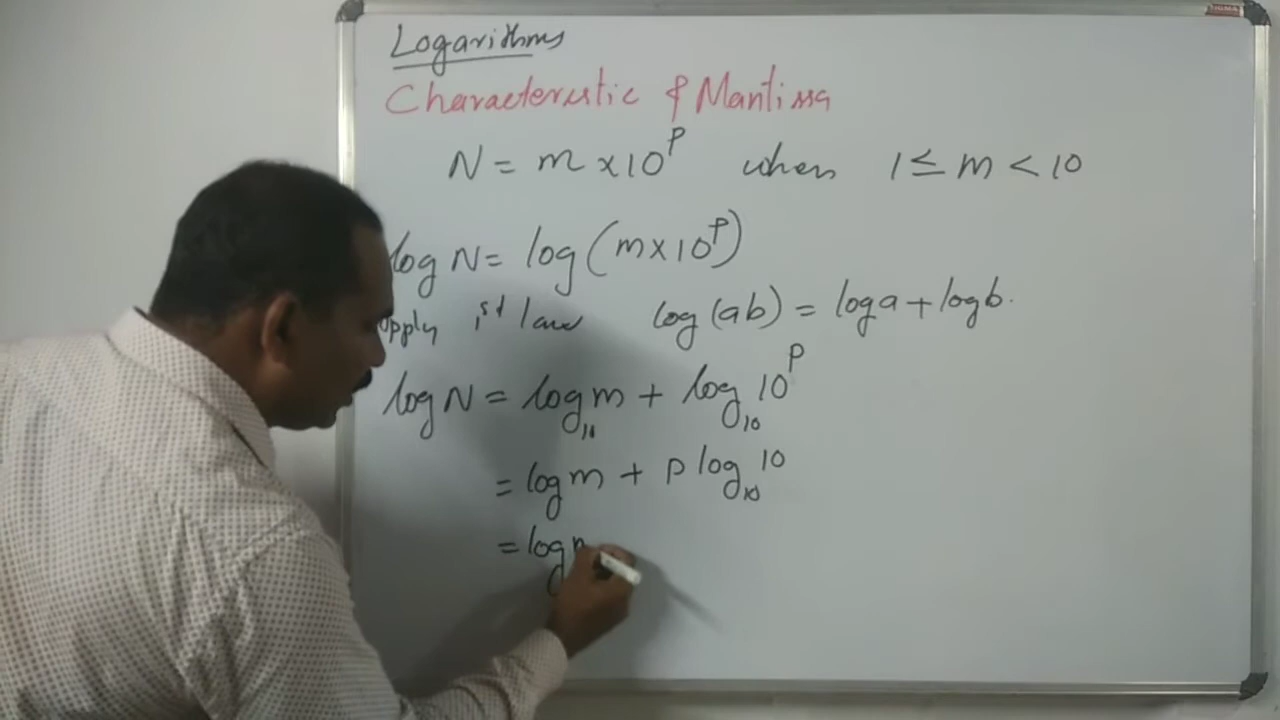 Logarithms
Characterestic & Mantissa
N = m × 10^p when 1 ≤ m < 10
log N = log (m × 10^p)
apply 1st law log (ab) = log a + log b.
log N = log₁₀ m + log₁₀ 10^p
= log m + p log₁₀ 10
= log